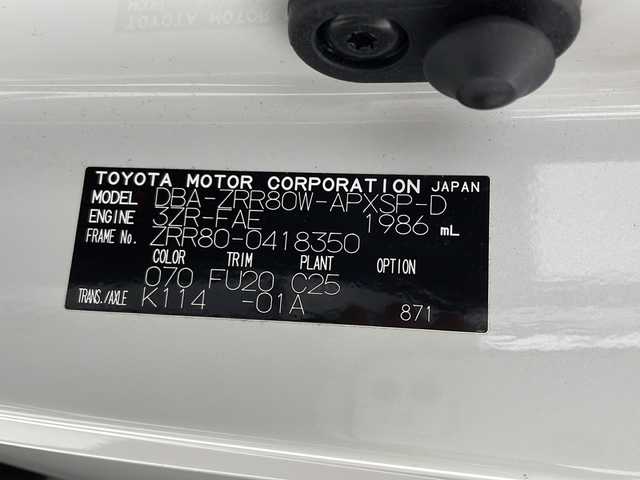 TOYOTA MOTOR CORPORATION JAPAN
MODEL DBA-ZRR80W-APXSP-D
ENGINE 3ZR-FAE 1986 mL
FRAME No. ZRR80-0418350
COLOR TRIM PLANT OPTION
070 FU20 C25
TRANS./AXLE K114 -01A 871